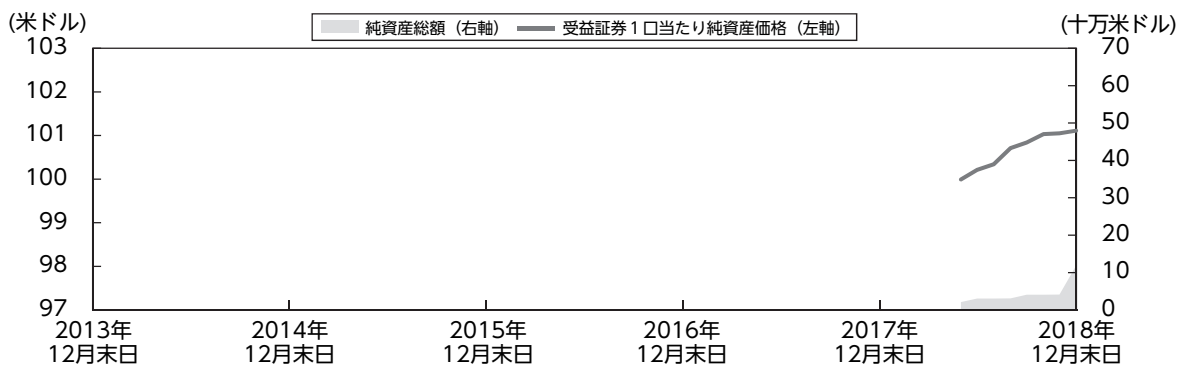 (米ドル)
純資産総額（右軸） 受益証券１口当たり純資産価格（左軸）
(十万米ドル)
103
102
101
100
99
98
97
70
60
50
40
30
20
10
0
2013年
12月末日
2014年
12月末日
2015年
12月末日
2016年
12月末日
2017年
12月末日
2018年
12月末日